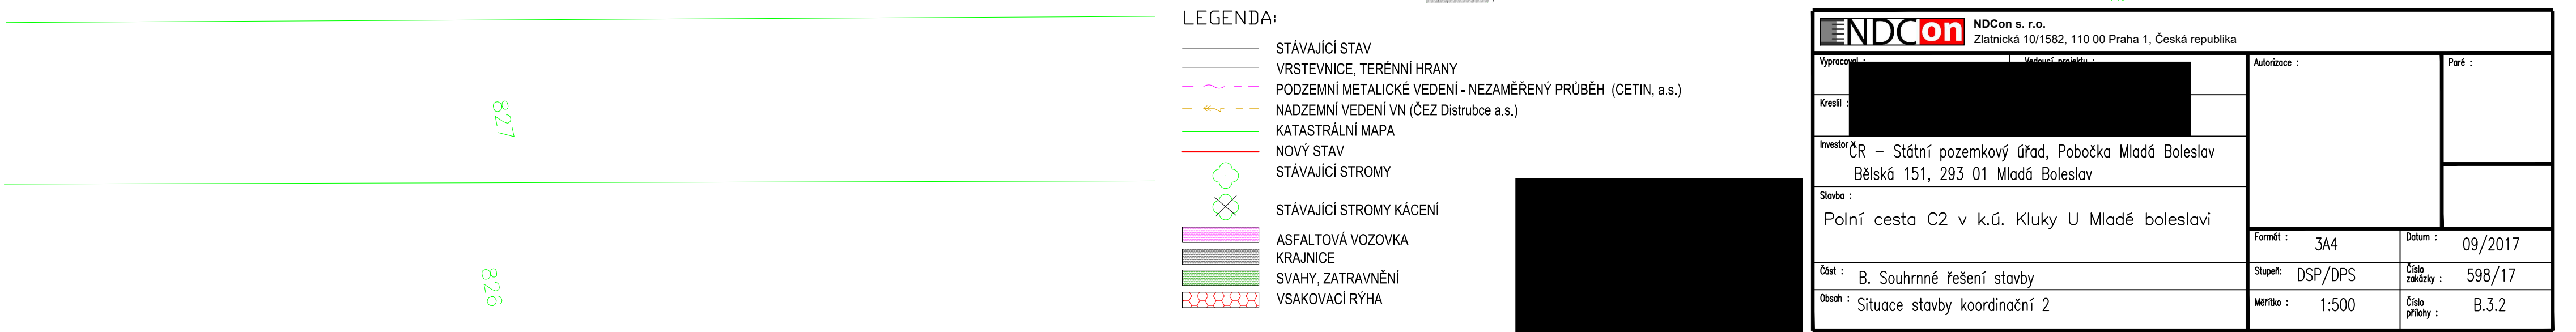 827
826
LEGENDA:
STÁVAJÍCÍ STAV
VRSTEVNICE, TERÉNNÍ HRANY
PODZEMNÍ METALICKÉ VEDENÍ - NEZAMĚŘENÝ PRŮBĚH (CETIN, a.s.)
NADZEMNÍ VEDENÍ VN (ČEZ Distrubce a.s.)
KATASTRÁLNÍ MAPA
NOVÝ STAV
STÁVAJÍCÍ STROMY
STÁVAJÍCÍ STROMY KÁCENÍ
ASFALTOVÁ VOZOVKA
KRAJNICE
SVAHY, ZATRAVNĚNÍ
VSAKOVACÍ RÝHA
NDCon
NDCon s. r.o.
Zlatnická 10/1582, 110 00 Praha 1, Česká republika
Vypracoval :
Vedoucí projektu :
Kreslil :
Autorizace :
Paré :
Investor
ČR – Státní pozemkový úřad, Pobočka Mladá Boleslav
Bělská 151, 293 01 Mladá Boleslav
Stavba :
Polní cesta C2 v k.ú. Kluky U Mladé boleslavi
Formát : 3A4
Datum : 09/2017
Část : B. Souhrnné řešení stavby
Stupeň: DSP/DPS
Číslo zakázky : 598/17
Obsah : Situace stavby koordinační 2
Měřítko : 1:500
Číslo přílohy : B.3.2